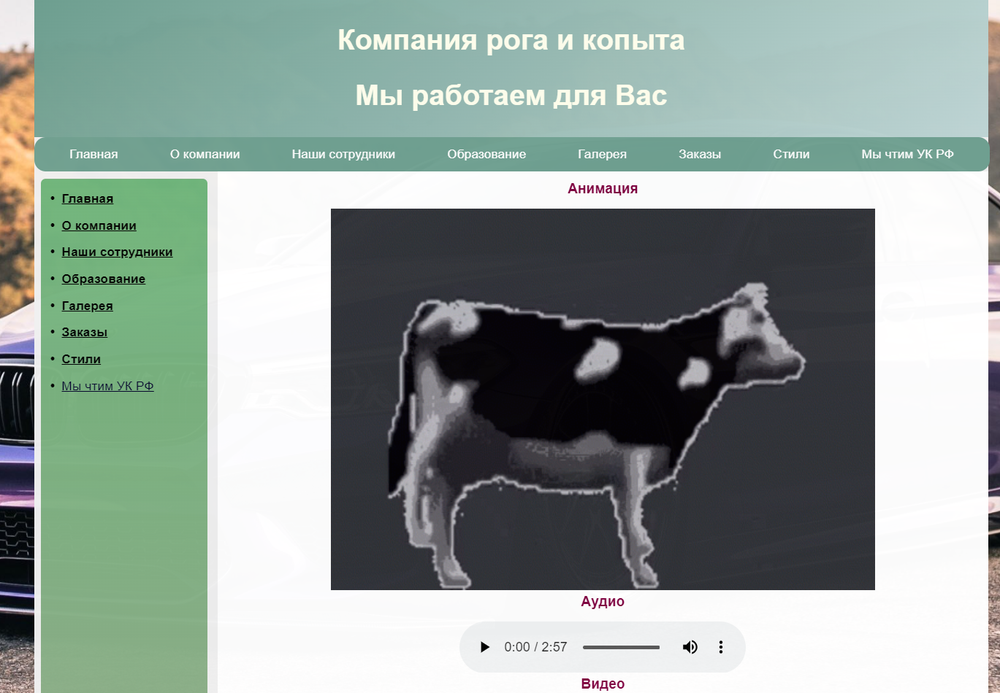 Компания рога и копыта
Мы работаем для Вас
Главная О компании Наши сотрудники Образование Галерея Заказы Стили Мы чтим УК РФ
• Главная
• О компании
• Наши сотрудники
• Образование
• Галерея
• Заказы
• Стили
• Мы чтим УК РФ
Анимация
Аудио
0:00 / 2:57
Видео